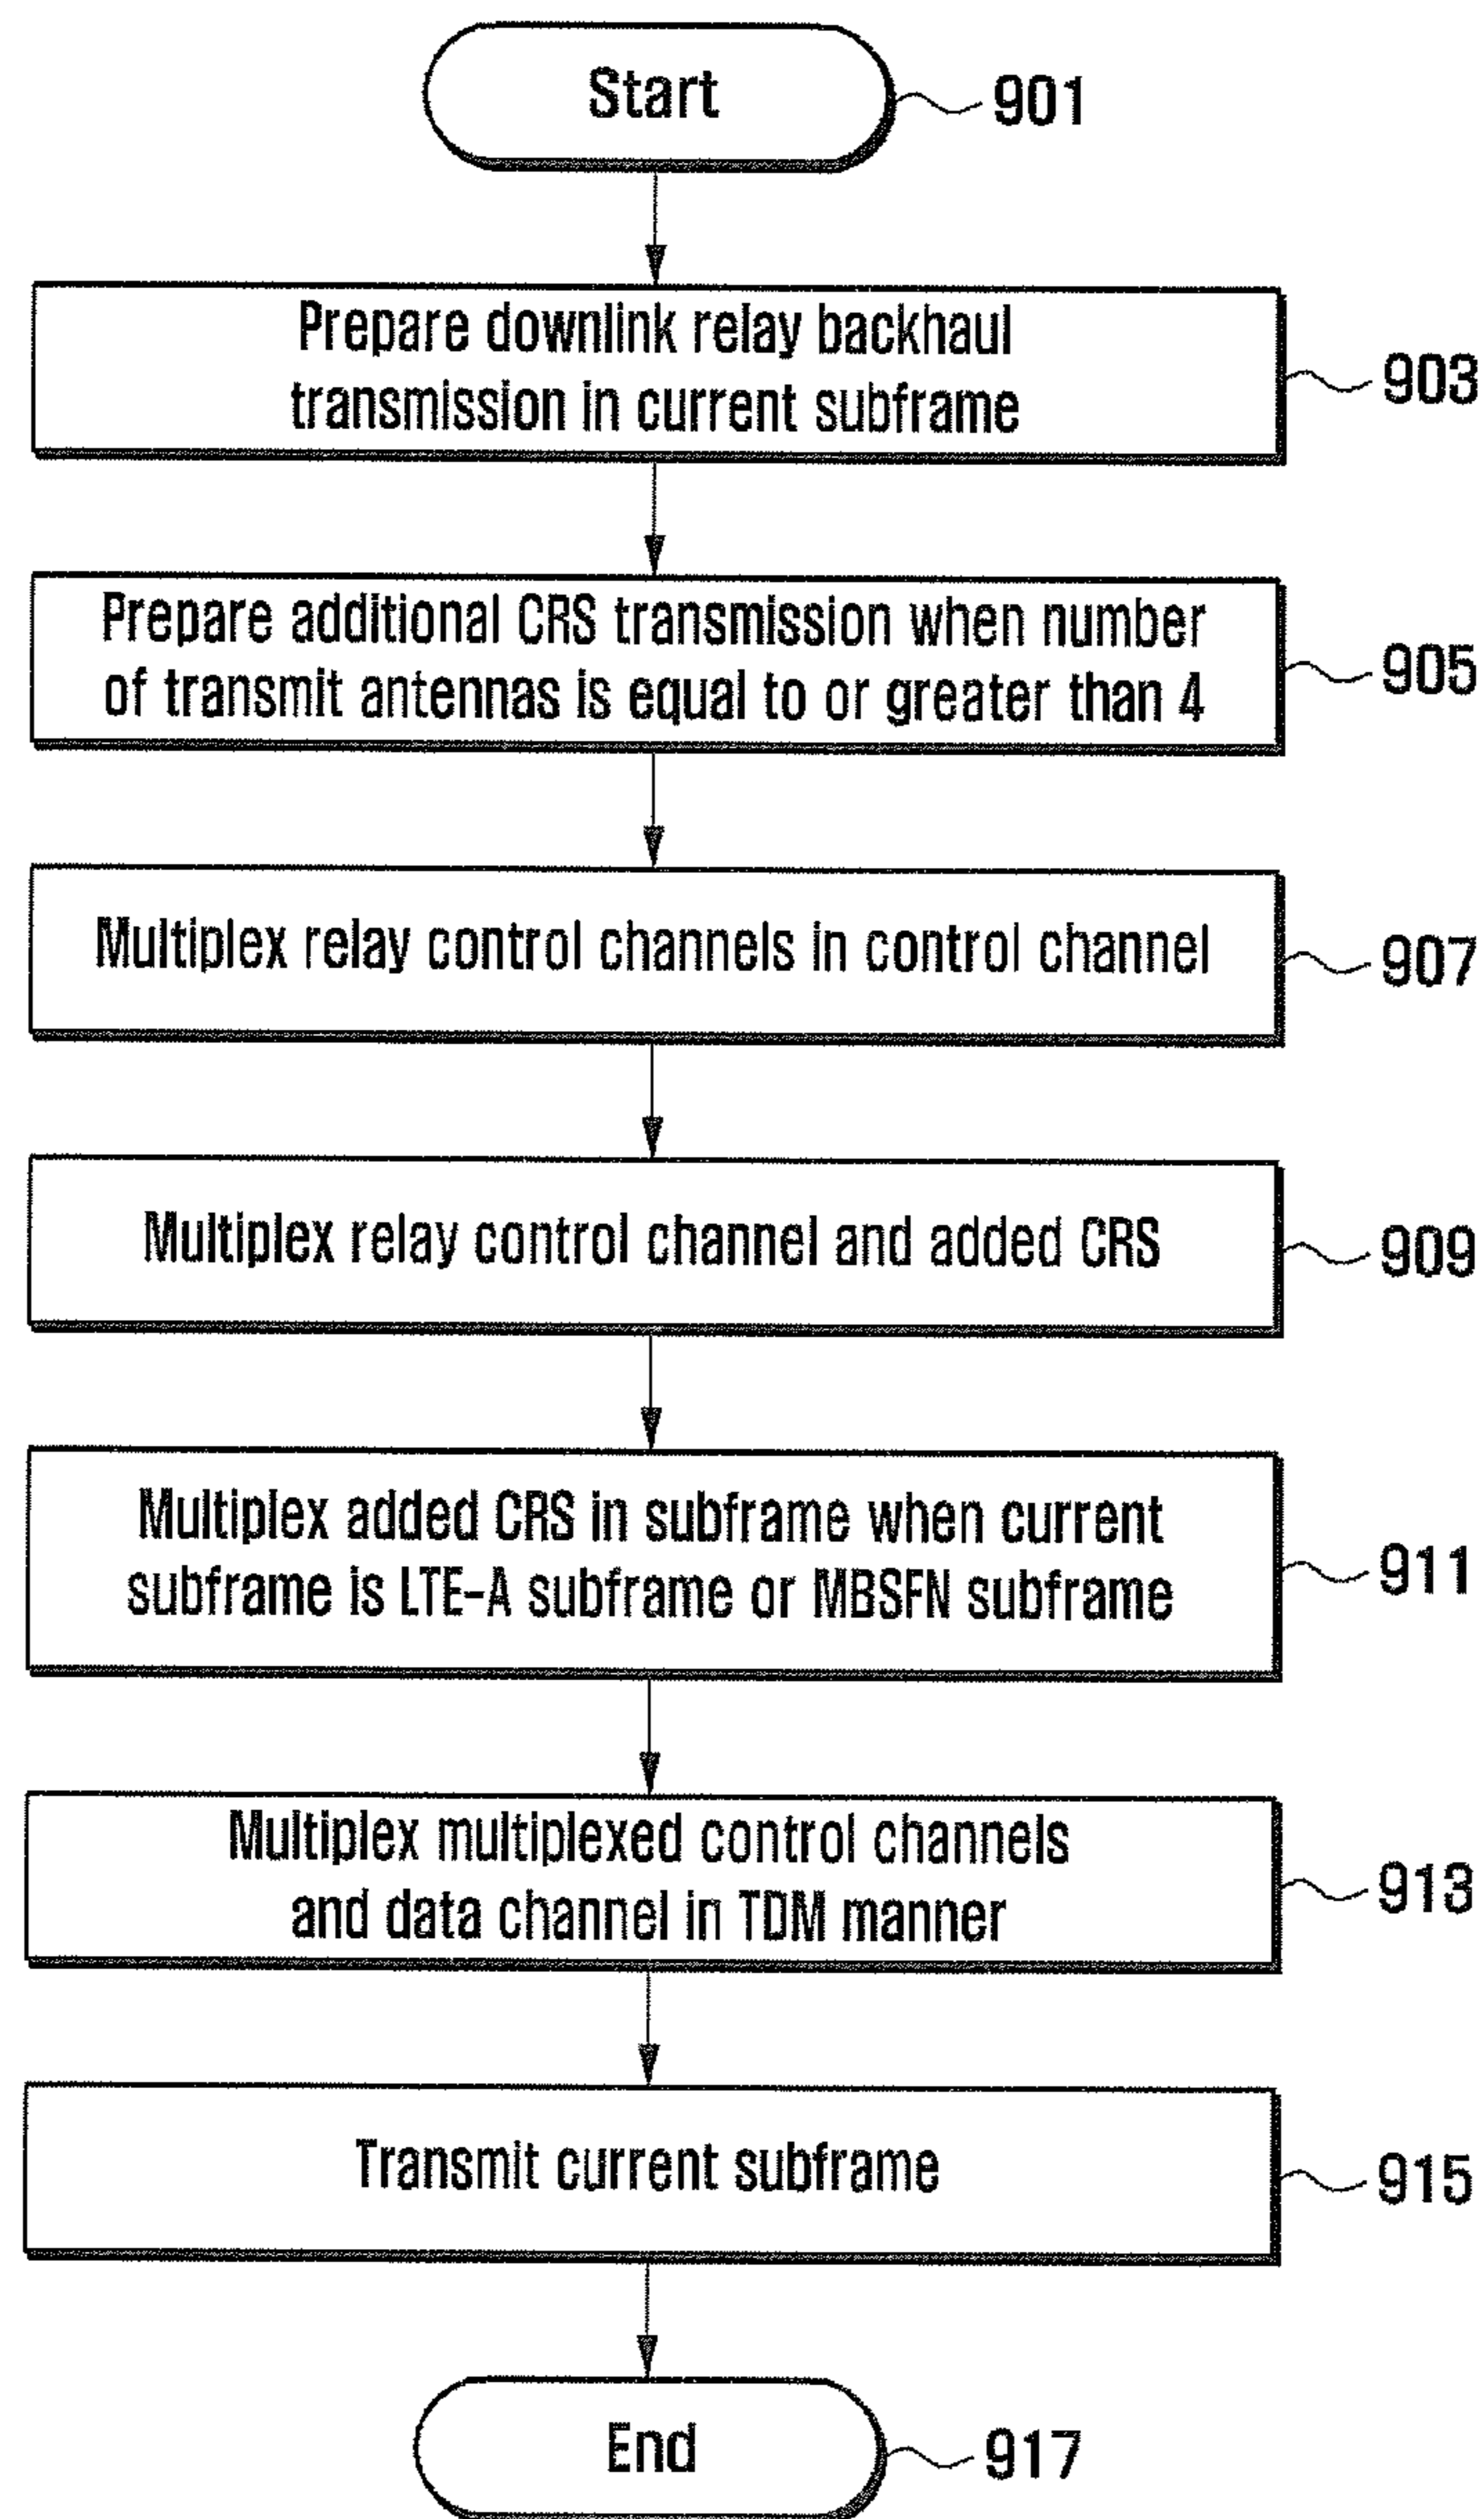 Start
901
Prepare downlink relay backhaul
transmission in current subframe
903
Prepare additional CRS transmission when number
of transmit antennas is equal to or greater than 4
905
Multiplex relay control channels in control channel
907
Multiplex relay control channel and added CRS
909
Multiplex added CRS in subframe when current
subframe is LTE-A subframe or MBSFN subframe
911
Multiplex multiplexed control channels
and data channel in TDM manner
913
Transmit current subframe
915
End
917